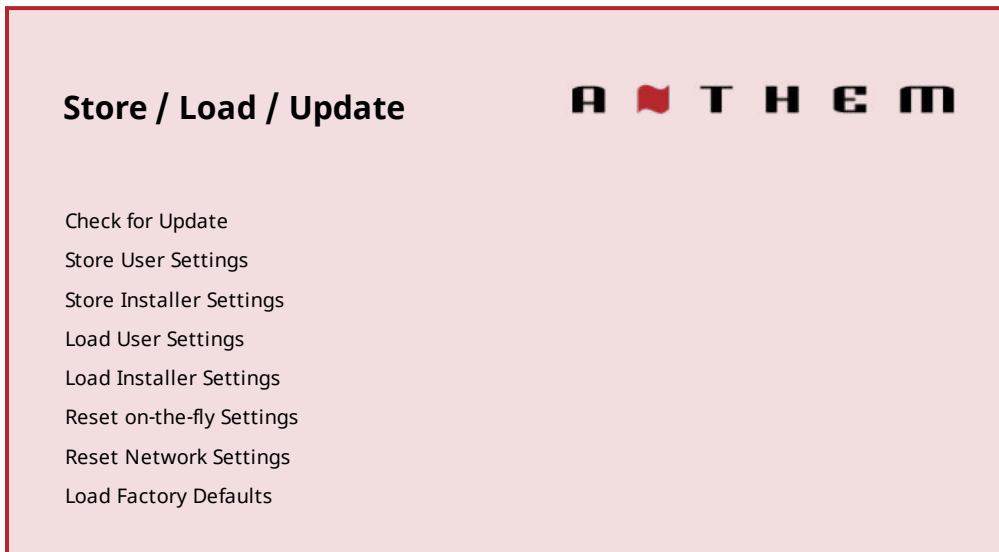 Store / Load / Update
ANTHEM
Check for Update
Store User Settings
Store Installer Settings
Load User Settings
Load Installer Settings
Reset on-the-fly Settings
Reset Network Settings
Load Factory Defaults